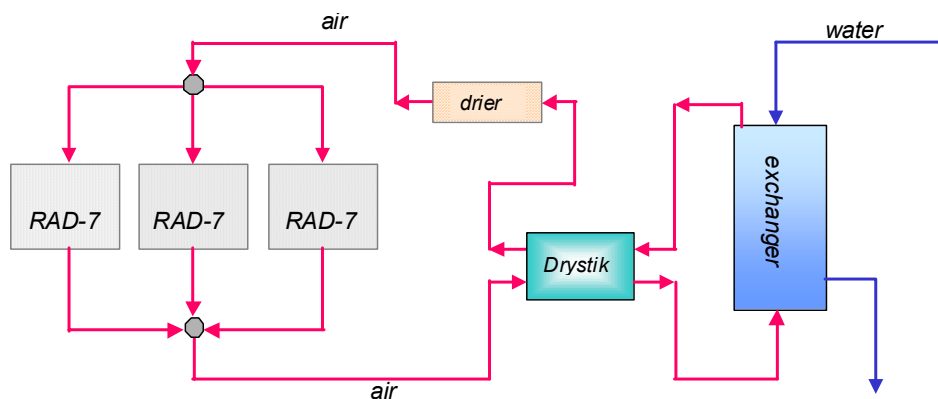 air
water
drier
exchanger
RAD-7
RAD-7
RAD-7
Drystik
air